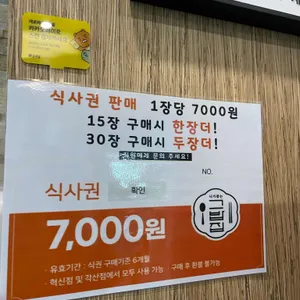 식사권 판매 1장당 7000원
15장 구매시 한장더!
30장 구매시 두장더!
문의 주세요!
NO.
식사권
확인
7,000원
· 유효기간 : 식권 구매기준 6개월
· 혁신점 및 각산점에서 모두 사용 가능 · 구매 후 환불 불가능